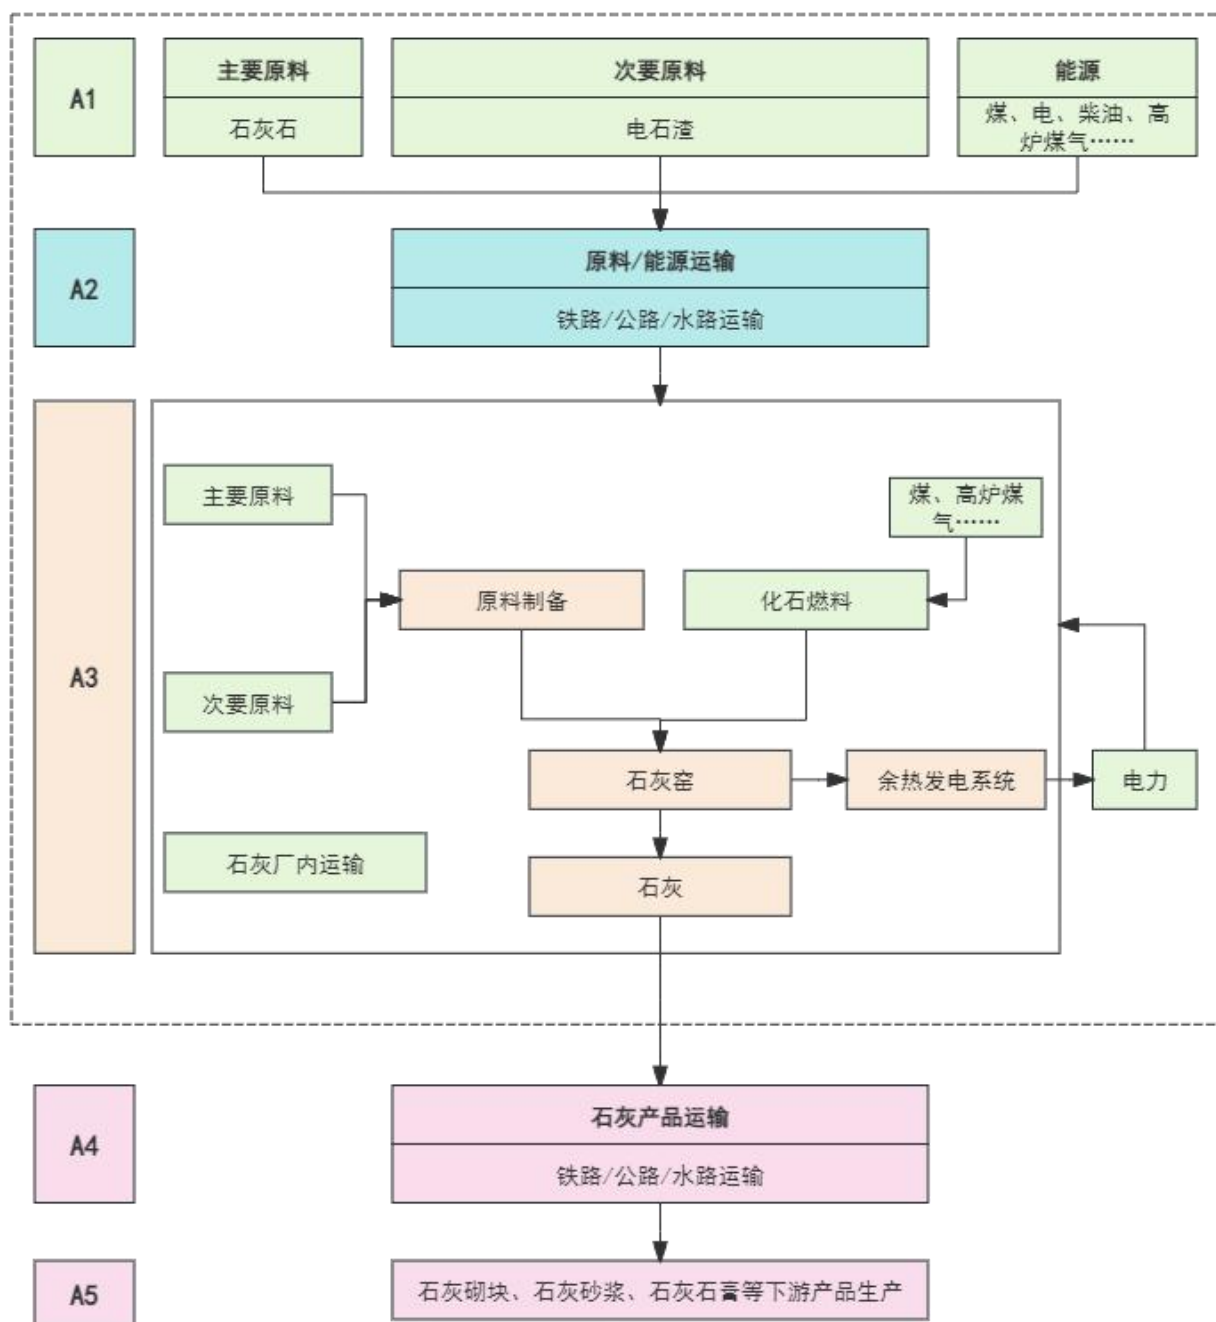 A1
主要原料
石灰石
次要原料
电石渣
能源
煤、电、柴油、高
炉煤气……
A2
原料/能源运输
铁路/公路/水路运输
A3
主要原料
煤、高炉煤
气……
原料制备
化石燃料
次要原料
石灰窑
余热发电系统
电力
石灰厂内运输
石灰
A4
石灰产品运输
铁路/公路/水路运输
A5
石灰砌块、石灰砂浆、石灰石膏等下游产品生产